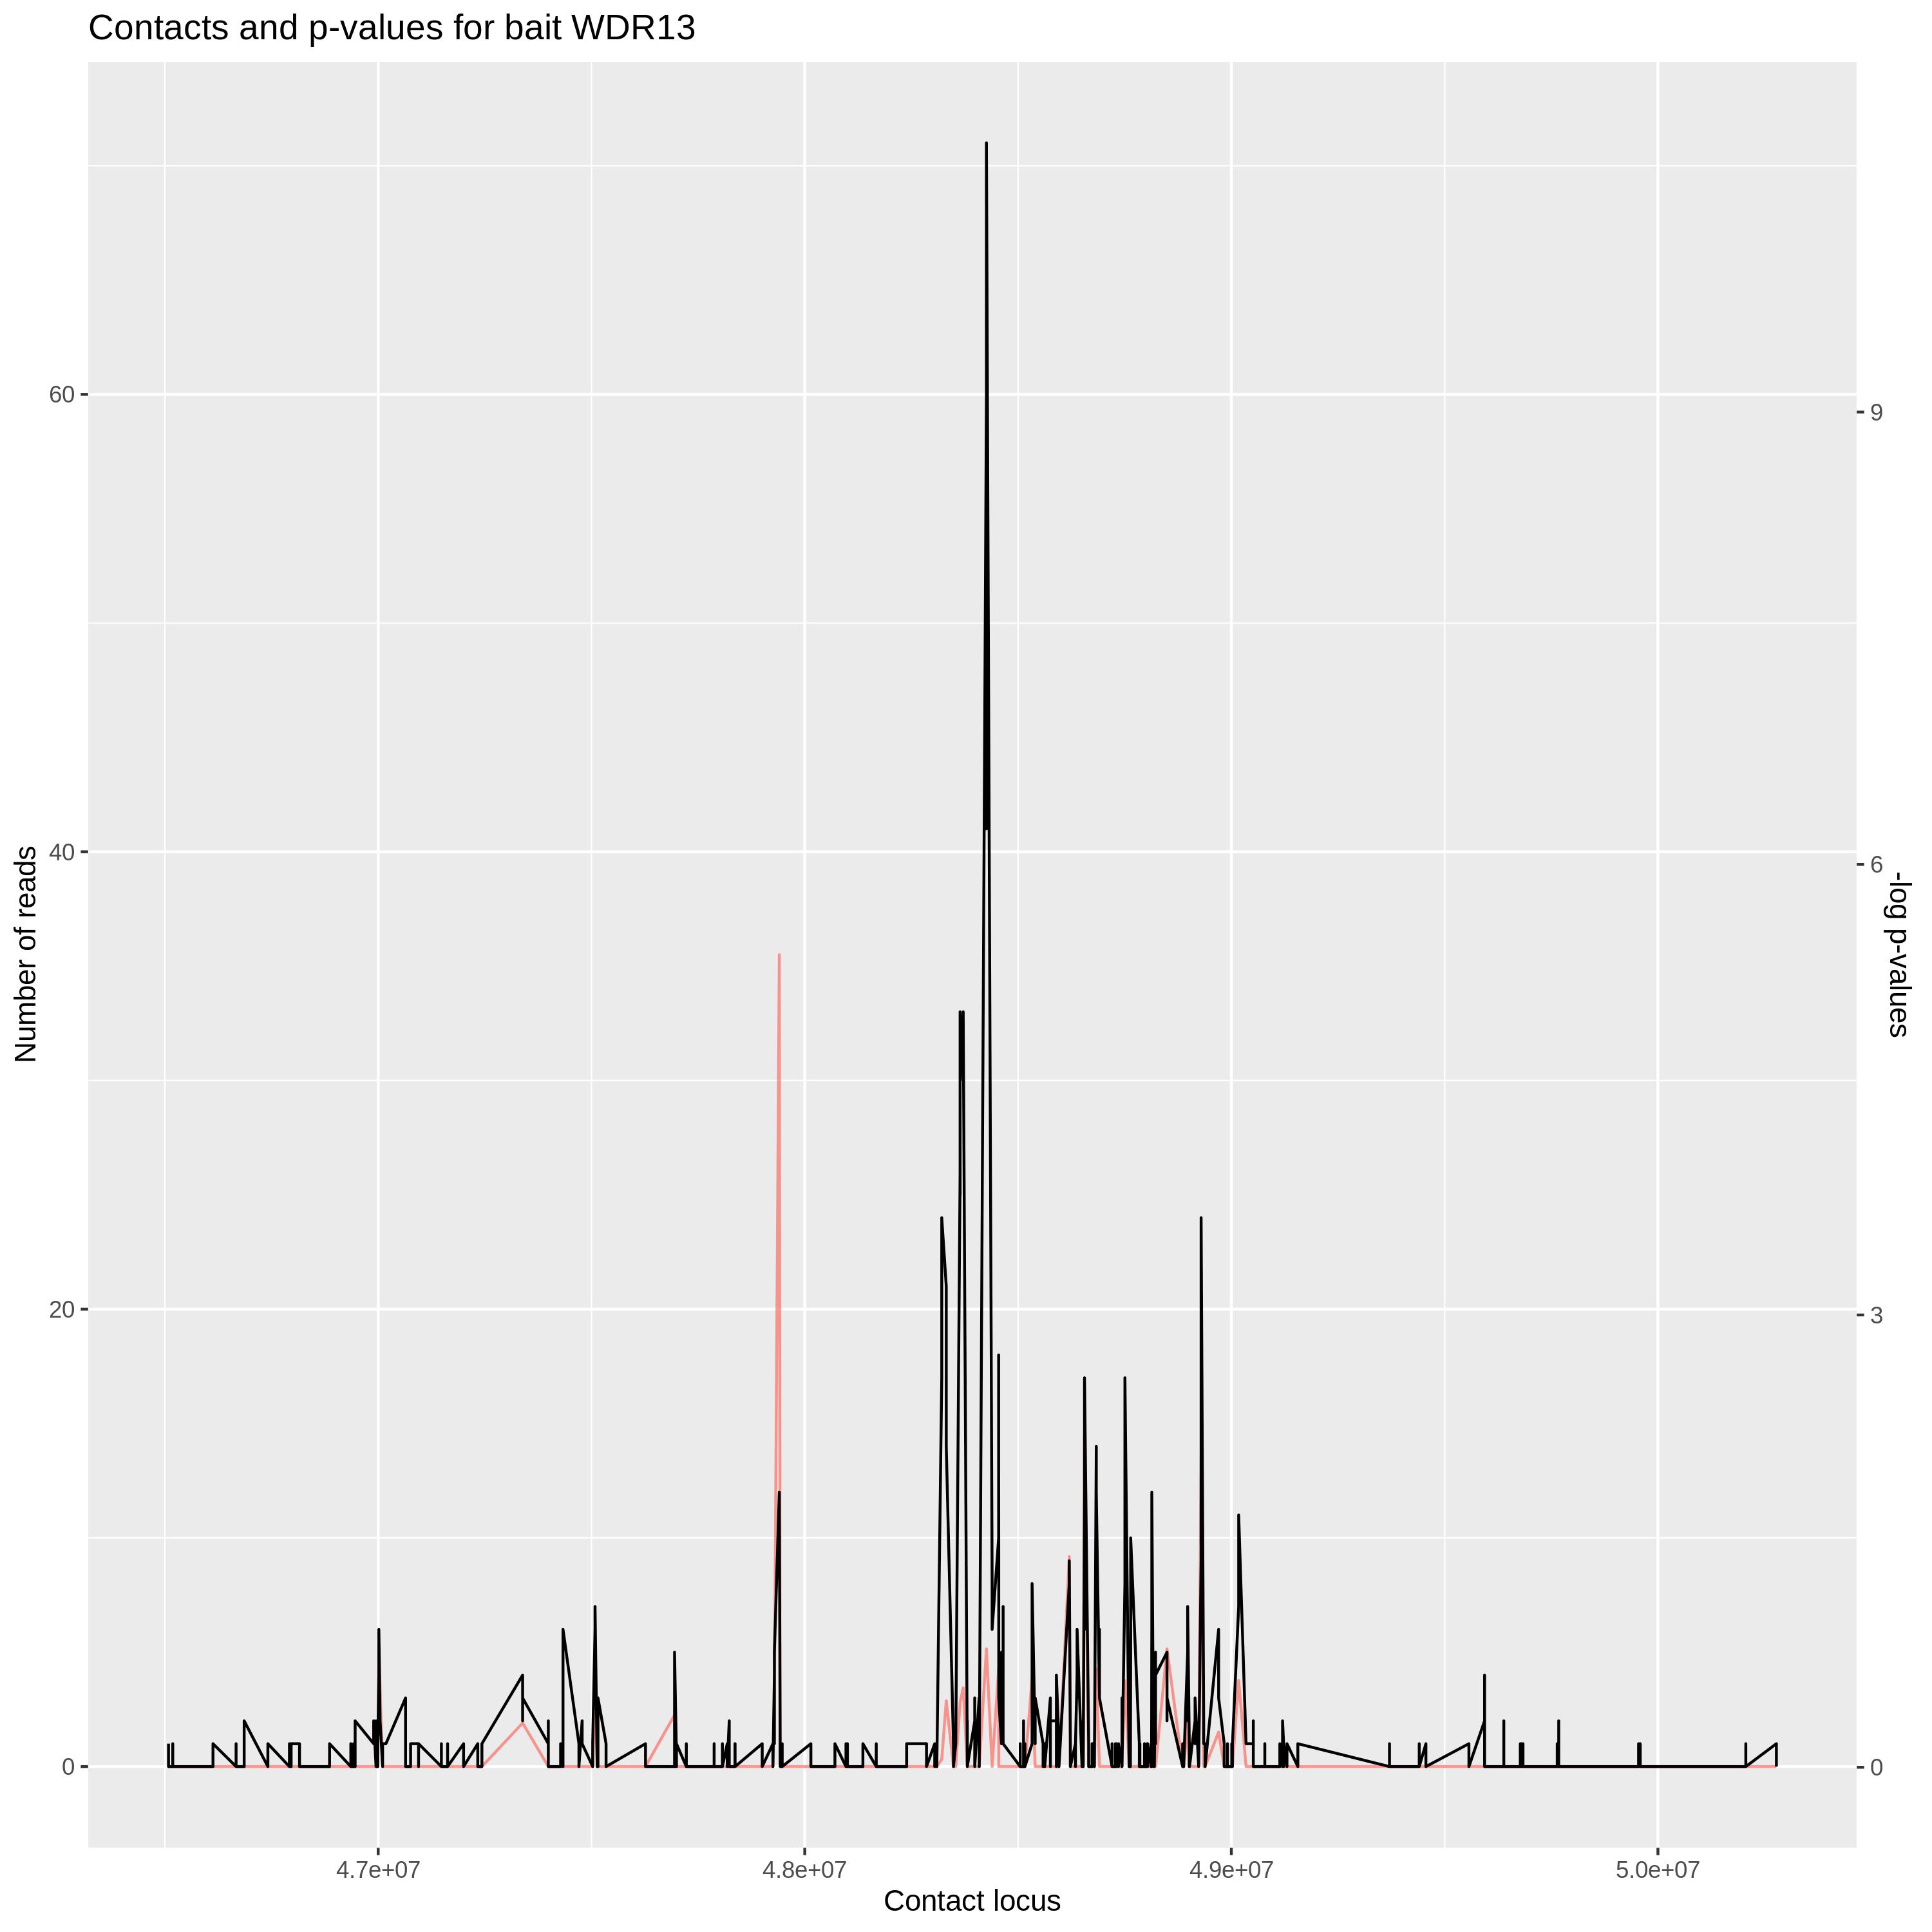 Contacts and p-values for bait WDR13
60
40
20
0
9
6
3
0
Number of reads
-log p-values
4.7e+07
4.8e+07
4.9e+07
5.0e+07
Contact locus